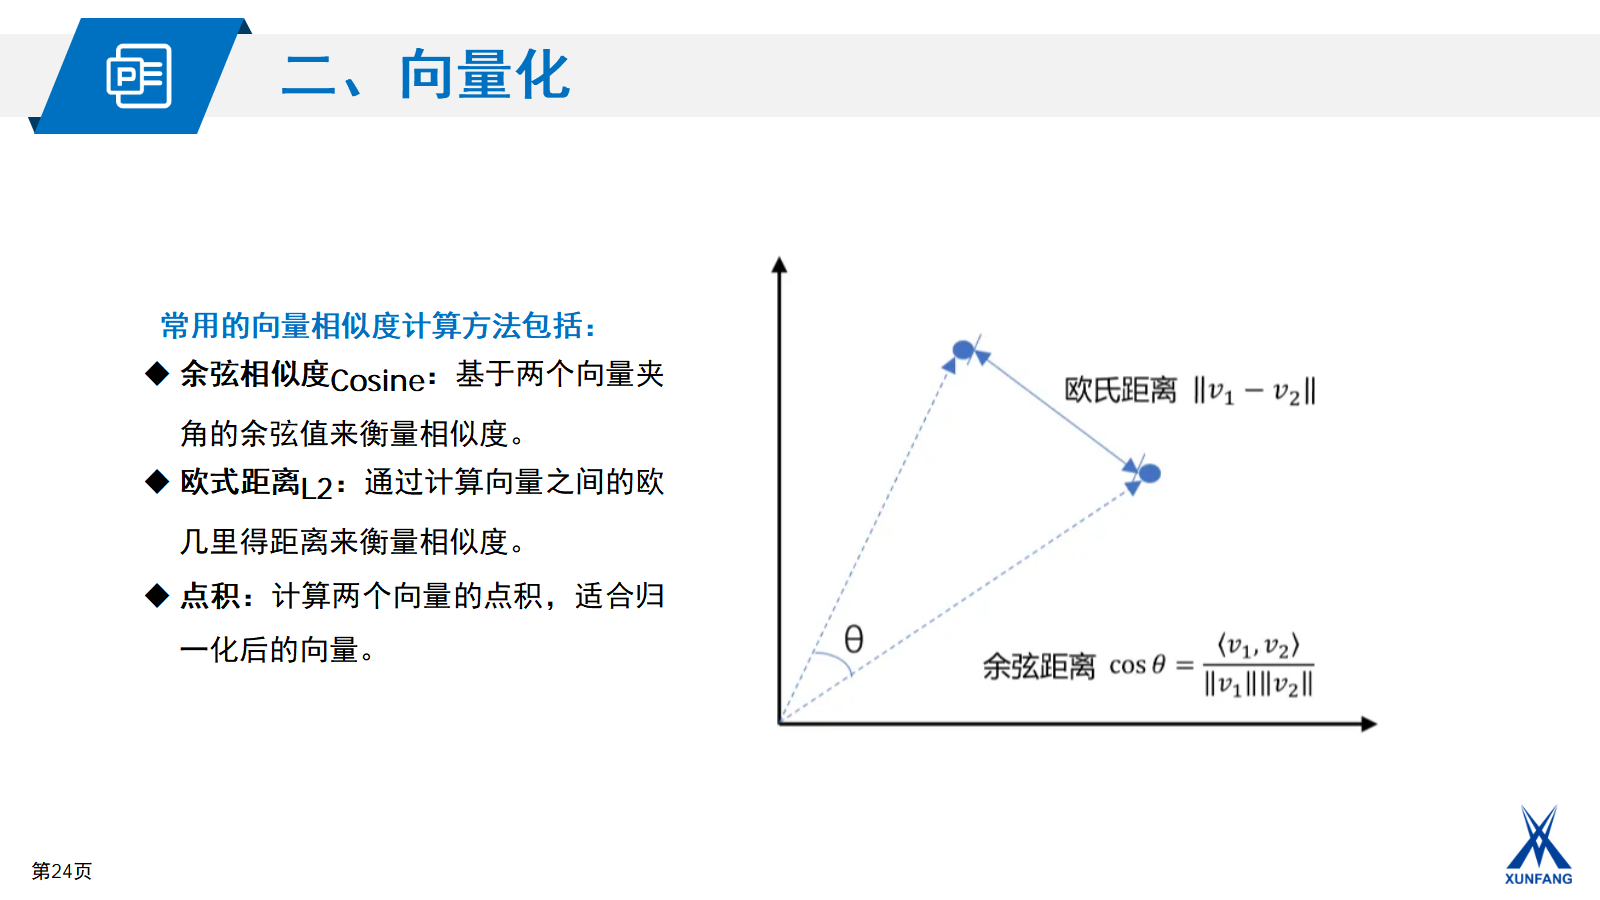 二、向量化
常用的向量相似度计算方法包括：
◆ 余弦相似度Cosine：基于两个向量夹
角的余弦值来衡量相似度。
◆ 欧式距离L2：通过计算向量之间的欧
几里得距离来衡量相似度。
◆ 点积：计算两个向量的点积，适合归
一化后的向量。
欧氏距离 ‖v₁ − v₂‖
θ
余弦距离 cos θ = ⟨v₁, v₂⟩ / ‖v₁‖‖v₂‖
第24页
XUNFANG